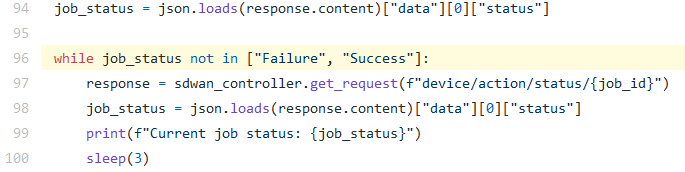 94 job_status = json.loads(response.content)["data"][0]["status"]
95
96 while job_status not in ["Failure", "Success"]:
97     response = sdwan_controller.get_request(f"device/action/status/{job_id}")
98     job_status = json.loads(response.content)["data"][0]["status"]
99     print(f"Current job status: {job_status}")
100     sleep(3)